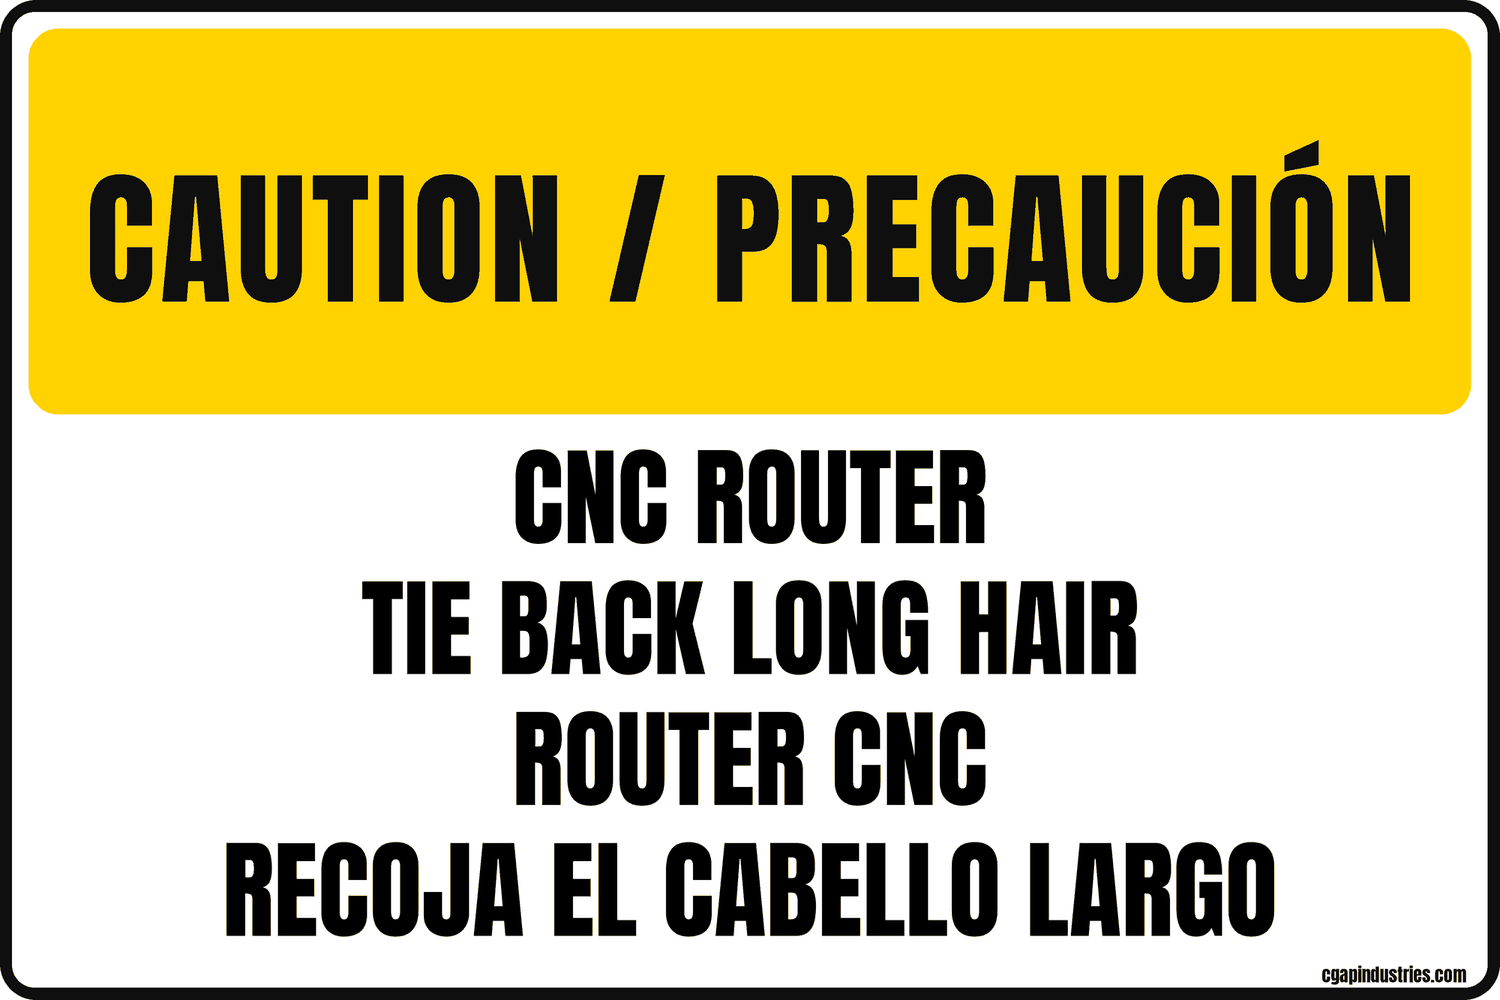 CAUTION / PRECAUCIÓN
CNC ROUTER
TIE BACK LONG HAIR
ROUTER CNC
RECOJA EL CABELLO LARGO
cgapindustries.com